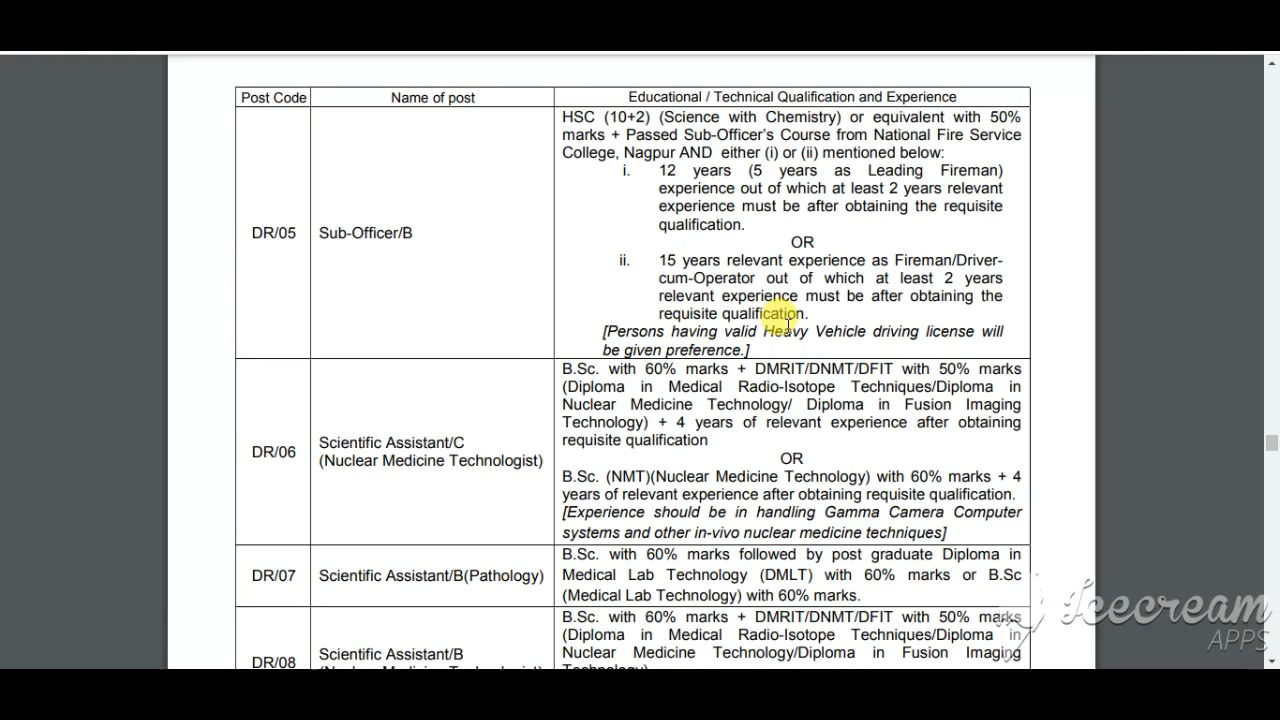 Post Code Name of post Educational / Technical Qualification and Experience
DR/05
Sub-Officer/B
HSC (10+2) (Science with Chemistry) or equivalent with 50%
marks + Passed Sub-Officer's Course from National Fire Service
College, Nagpur AND either (i) or (ii) mentioned below:
i. 12 years (5 years as Leading Fireman)
experience out of which at least 2 years relevant
experience must be after obtaining the requisite
qualification.
OR
ii. 15 years relevant experience as Fireman/Driver-
cum-Operator out of which at least 2 years
relevant experience must be after obtaining the
requisite qualification.
[Persons having valid Heavy Vehicle driving license will
be given preference.]
DR/06
Scientific Assistant/C
(Nuclear Medicine Technologist)
B.Sc. with 60% marks + DMRIT/DNMT/DFIT with 50% marks
(Diploma in Medical Radio-Isotope Techniques/Diploma in
Nuclear Medicine Technology/ Diploma in Fusion Imaging
Technology) + 4 years of relevant experience after obtaining
requisite qualification
OR
B.Sc. (NMT)(Nuclear Medicine Technology) with 60% marks + 4
years of relevant experience after obtaining requisite qualification.
[Experience should be in handling Gamma Camera Computer
systems and other in-vivo nuclear medicine techniques]
DR/07
Scientific Assistant/B(Pathology)
B.Sc. with 60% marks followed by post graduate Diploma in
Medical Lab Technology (DMLT) with 60% marks or B.Sc
(Medical Lab Technology) with 60% marks.
DR/08
Scientific Assistant/B
B.Sc. with 60% marks + DMRIT/DNMT/DFIT with 50% marks
(Diploma in Medical Radio-Isotope Techniques/Diploma in
Nuclear Medicine Technology/Diploma in Fusion Imaging
Icecream
APPS